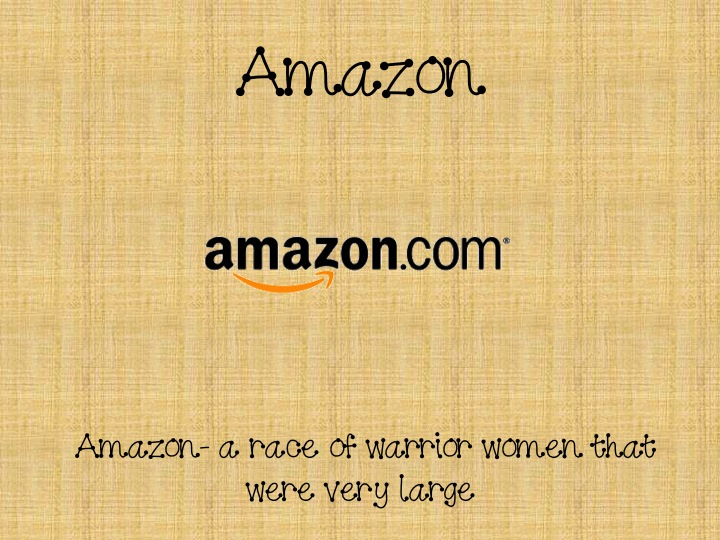 Amazon
amazon.com®
Amazon- a race of warrior women that
were very large